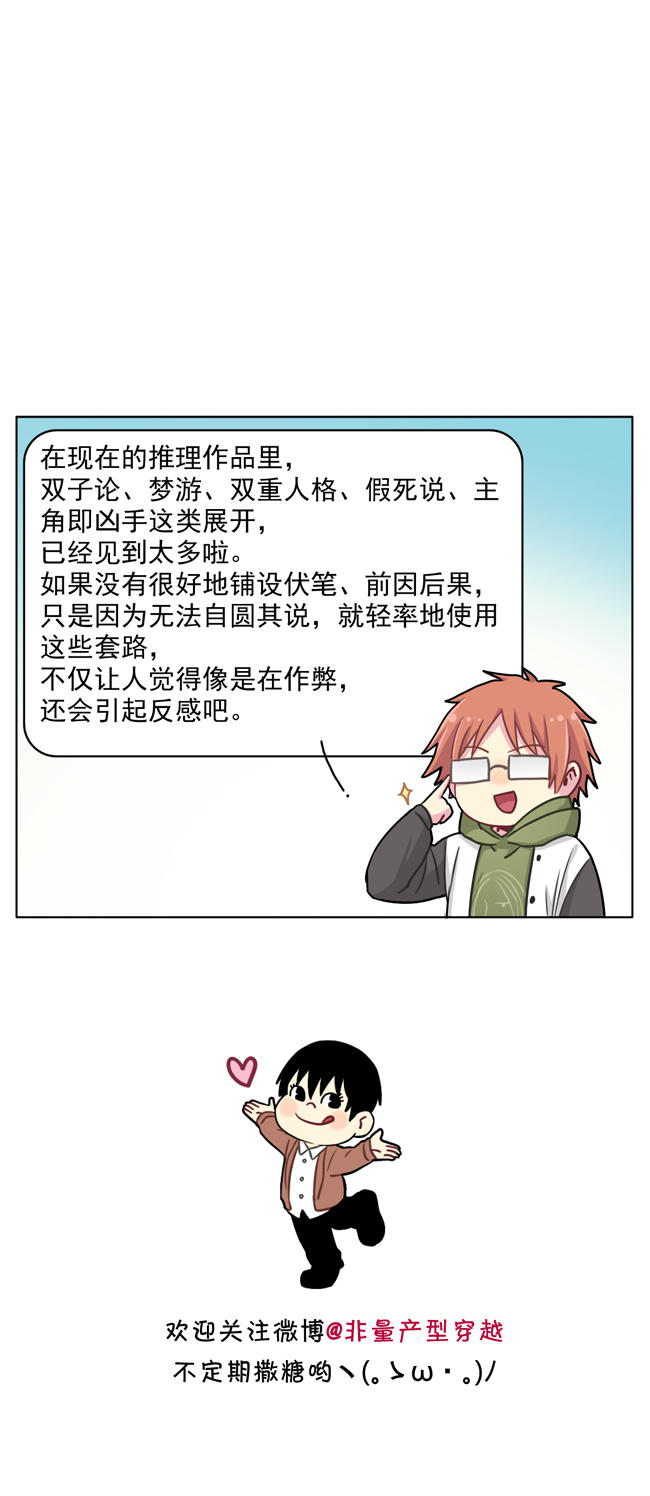 在现在的推理作品里，
双子论、梦游、双重人格、假死说、主
角即凶手这类展开，
已经见到太多啦。
如果没有很好地铺设伏笔、前因后果，
只是因为无法自圆其说，就轻率地使用
这些套路，
不仅让人觉得像是在作弊，
还会引起反感吧。
欢迎关注微博@非量产型穿越
不定期撒糖哟ヽ(｡ゝω·｡)ﾉ